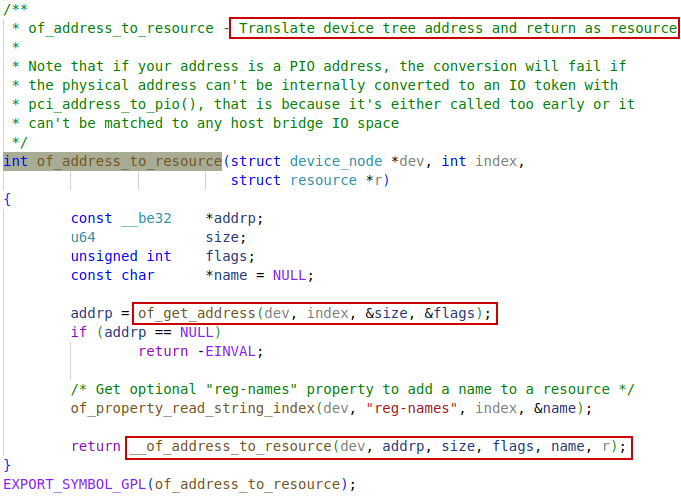 /**
 * of_address_to_resource - Translate device tree address and return as resource
 *
 * Note that if your address is a PIO address, the conversion will fail if
 * the physical address can't be internally converted to an IO token with
 * pci_address_to_pio(), that is because it's either called too early or it
 * can't be matched to any host bridge IO space
 */
int of_address_to_resource(struct device_node *dev, int index,
                           struct resource *r)
{
        const __be32    *addrp;
        u64             size;
        unsigned int    flags;
        const char      *name = NULL;

        addrp = of_get_address(dev, index, &size, &flags);
        if (addrp == NULL)
                return -EINVAL;

        /* Get optional "reg-names" property to add a name to a resource */
        of_property_read_string_index(dev, "reg-names", index, &name);

        return __of_address_to_resource(dev, addrp, size, flags, name, r);
}
EXPORT_SYMBOL_GPL(of_address_to_resource);